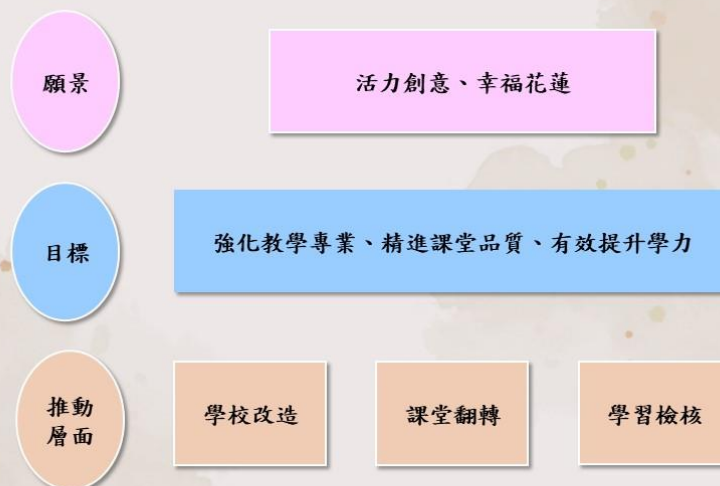 願景
活力創意、幸福花蓮
目標
強化教學專業、精進課堂品質、有效提升學力
推動
層面
學校改造
課堂翻轉
學習檢核